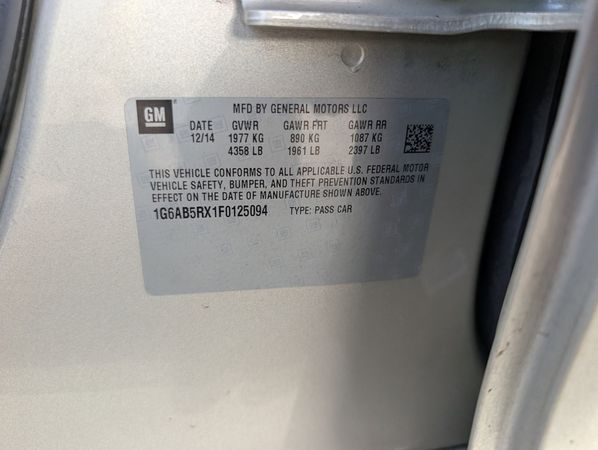 GM
MFD BY GENERAL MOTORS LLC
DATE GVWR GAWR FRT GAWR RR
12/14 1977 KG 890 KG 1087 KG
4358 LB 1961 LB 2397 LB
THIS VEHICLE CONFORMS TO ALL APPLICABLE U.S. FEDERAL MOTOR
VEHICLE SAFETY, BUMPER, AND THEFT PREVENTION STANDARDS IN
EFFECT ON THE DATE OF MANUFACTURE SHOWN ABOVE.
1G6AB5RX1F0125094 TYPE: PASS CAR